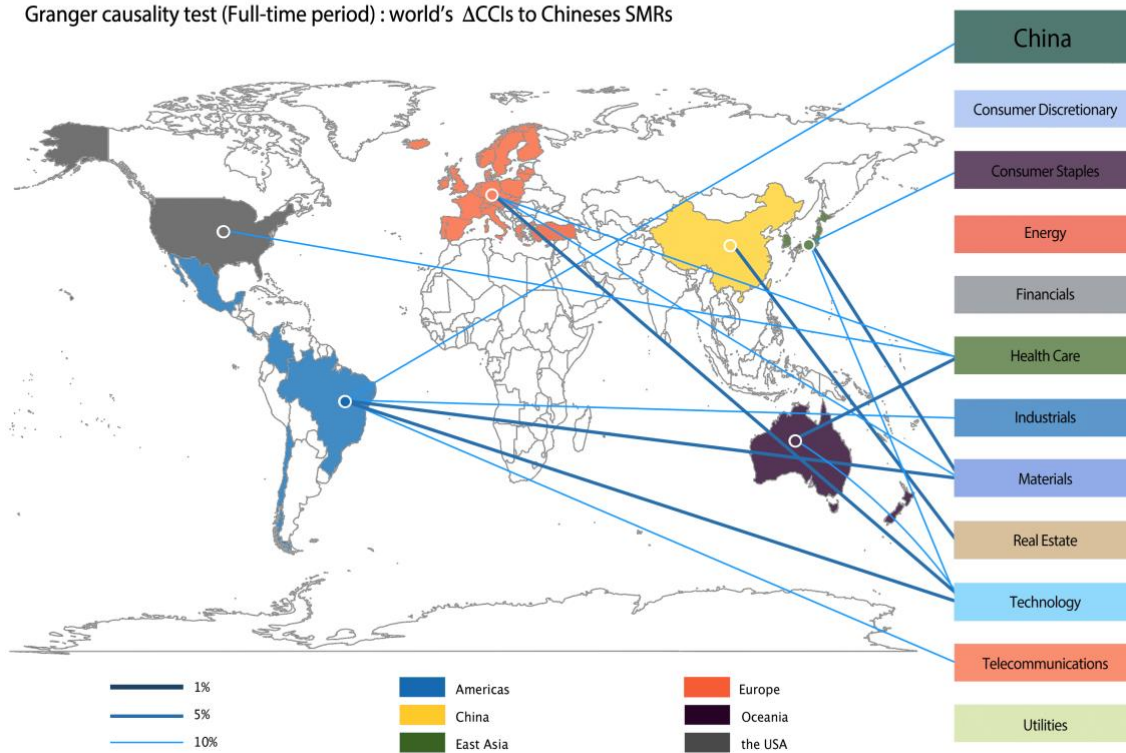 Granger causality test (Full-time period) : world's ΔCCIs to Chineses SMRs
China
Consumer Discretionary
Consumer Staples
Energy
Financials
Health Care
Industrials
Materials
Real Estate
Technology
Telecommunications
Utilities
1%
5%
10%
Americas
China
East Asia
Europe
Oceania
the USA